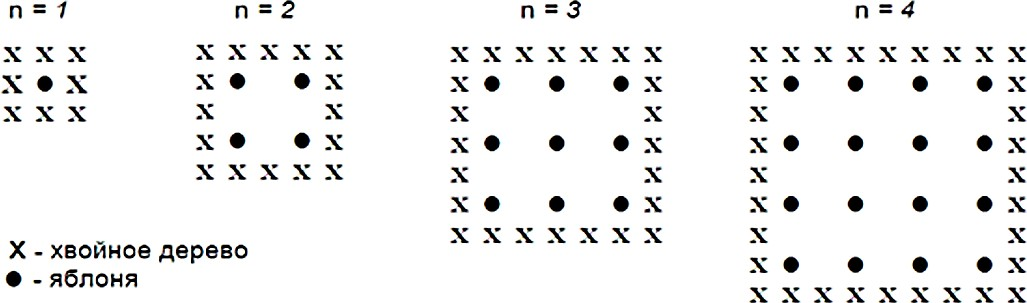 n = 1 n = 2 n = 3 n = 4
X X X X X X X X X X X X X X X X X X X X X X X X
X ● X X ● ● X X ● ● ● X X ● ● ● ● X
X X X X X X X X X
X ● ● X X ● ● ● X X ● ● ● ● X
X X X X X X X X X
X ● ● ● X X ● ● ● ● X
X X X X X X X X X
X ● ● ● ● X
X X X X X X X X X
X - хвойное дерево
● - яблоня